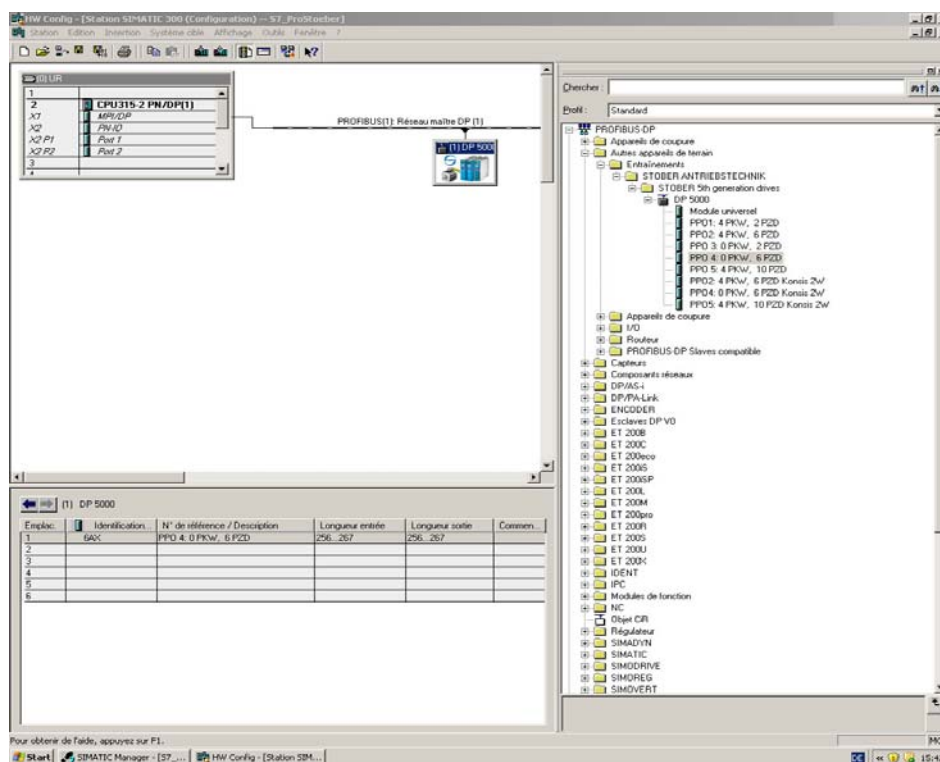 HW Config - [Station SIMATIC 300 (Configuration) -- S7_ProStoeber]
Station Edition Insertion Système cible Affichage Outils Fenêtre ?
(0) UR
1
2 CPU315-2 PN/DP(1)
X1 MPI/DP
X2 PN-IO
X2 P1 Port 1
X2 P2 Port 2
3
4
PROFIBUS(1): Réseau maître DP (1)
(1) DP 5000
Chercher :
Profil : Standard
PROFIBUS-DP
Appareils de coupure
Autres appareils de terrain
Entraînements
STOBER ANTRIEBSTECHNIK
STOBER 5th generation drives
DP 5000
Module universel
PPO1: 4 PKW, 2 PZD
PPO2: 4 PKW, 6 PZD
PPO 3: 0 PKW, 2 PZD
PPO 4: 0 PKW, 6 PZD
PPO 5: 4 PKW, 10 PZD
PPO2: 4 PKW, 6 PZD Konsis 2W
PPO4: 0 PKW, 6 PZD Konsis 2W
PPO5: 4 PKW, 10 PZD Konsis 2W
Appareils de coupure
I/O
Routeur
PROFIBUS-DP Slaves compatible
Capteurs
Composants réseaux
DP/AS-i
DP/PA-Link
ENCODER
Esclaves DP V0
ET 200B
ET 200C
ET 200eco
ET 200iS
ET 200iSP
ET 200L
ET 200M
ET 200pro
ET 200R
ET 200S
ET 200U
ET 200X
IDENT
IPC
Modules de fonction
NC
Objet CiR
Régulateur
SIMADYN
SIMATIC
SIMODRIVE
SIMOREG
SIMOVERT
(1) DP 5000
Emplac. Identification... N° de référence / Description Longueur entrée Longueur sortie Commen...
1 6AX PPO 4: 0 PKW, 6 PZD 256...267 256...267
2
3
4
5
6
Pour obtenir de l'aide, appuyez sur F1.
Start SIMATIC Manager - [S7_... HW Config - [Station SIM... DE « 15:4